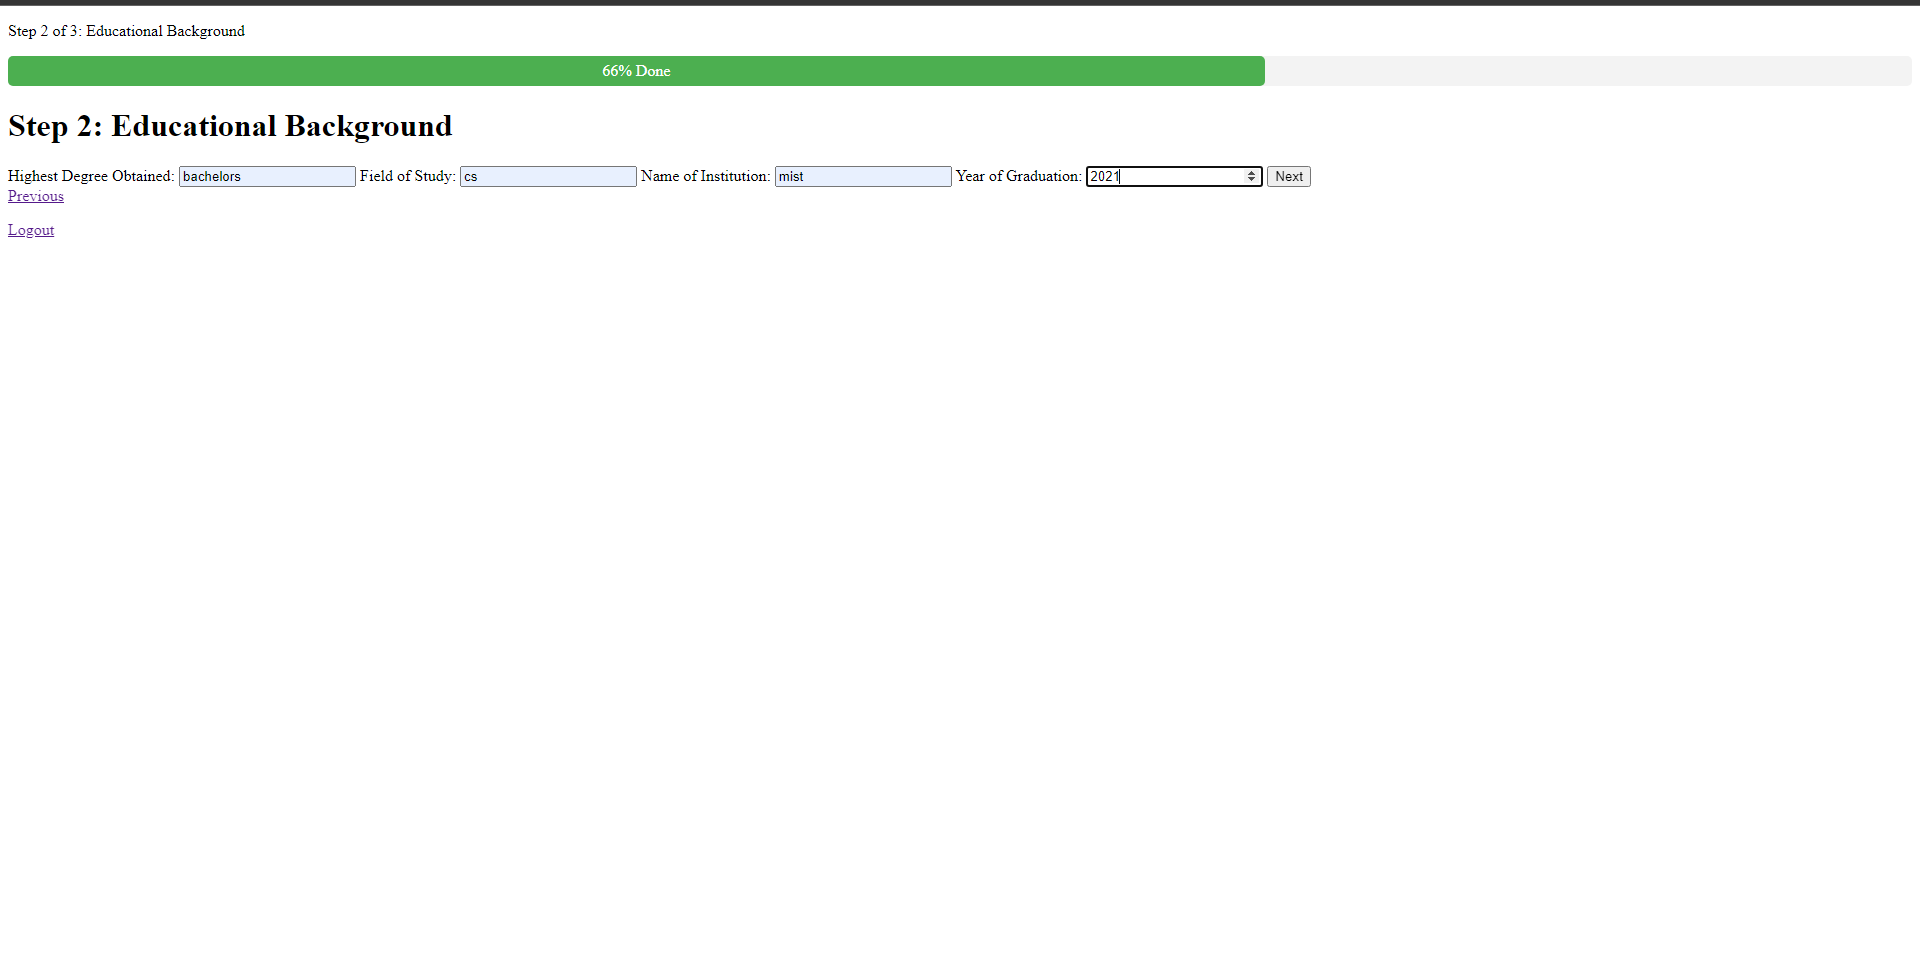 Step 2 of 3: Educational Background
66% Done
Step 2: Educational Background
Highest Degree Obtained: bachelors Field of Study: cs Name of Institution: mist Year of Graduation: 2021 Next
Previous
Logout